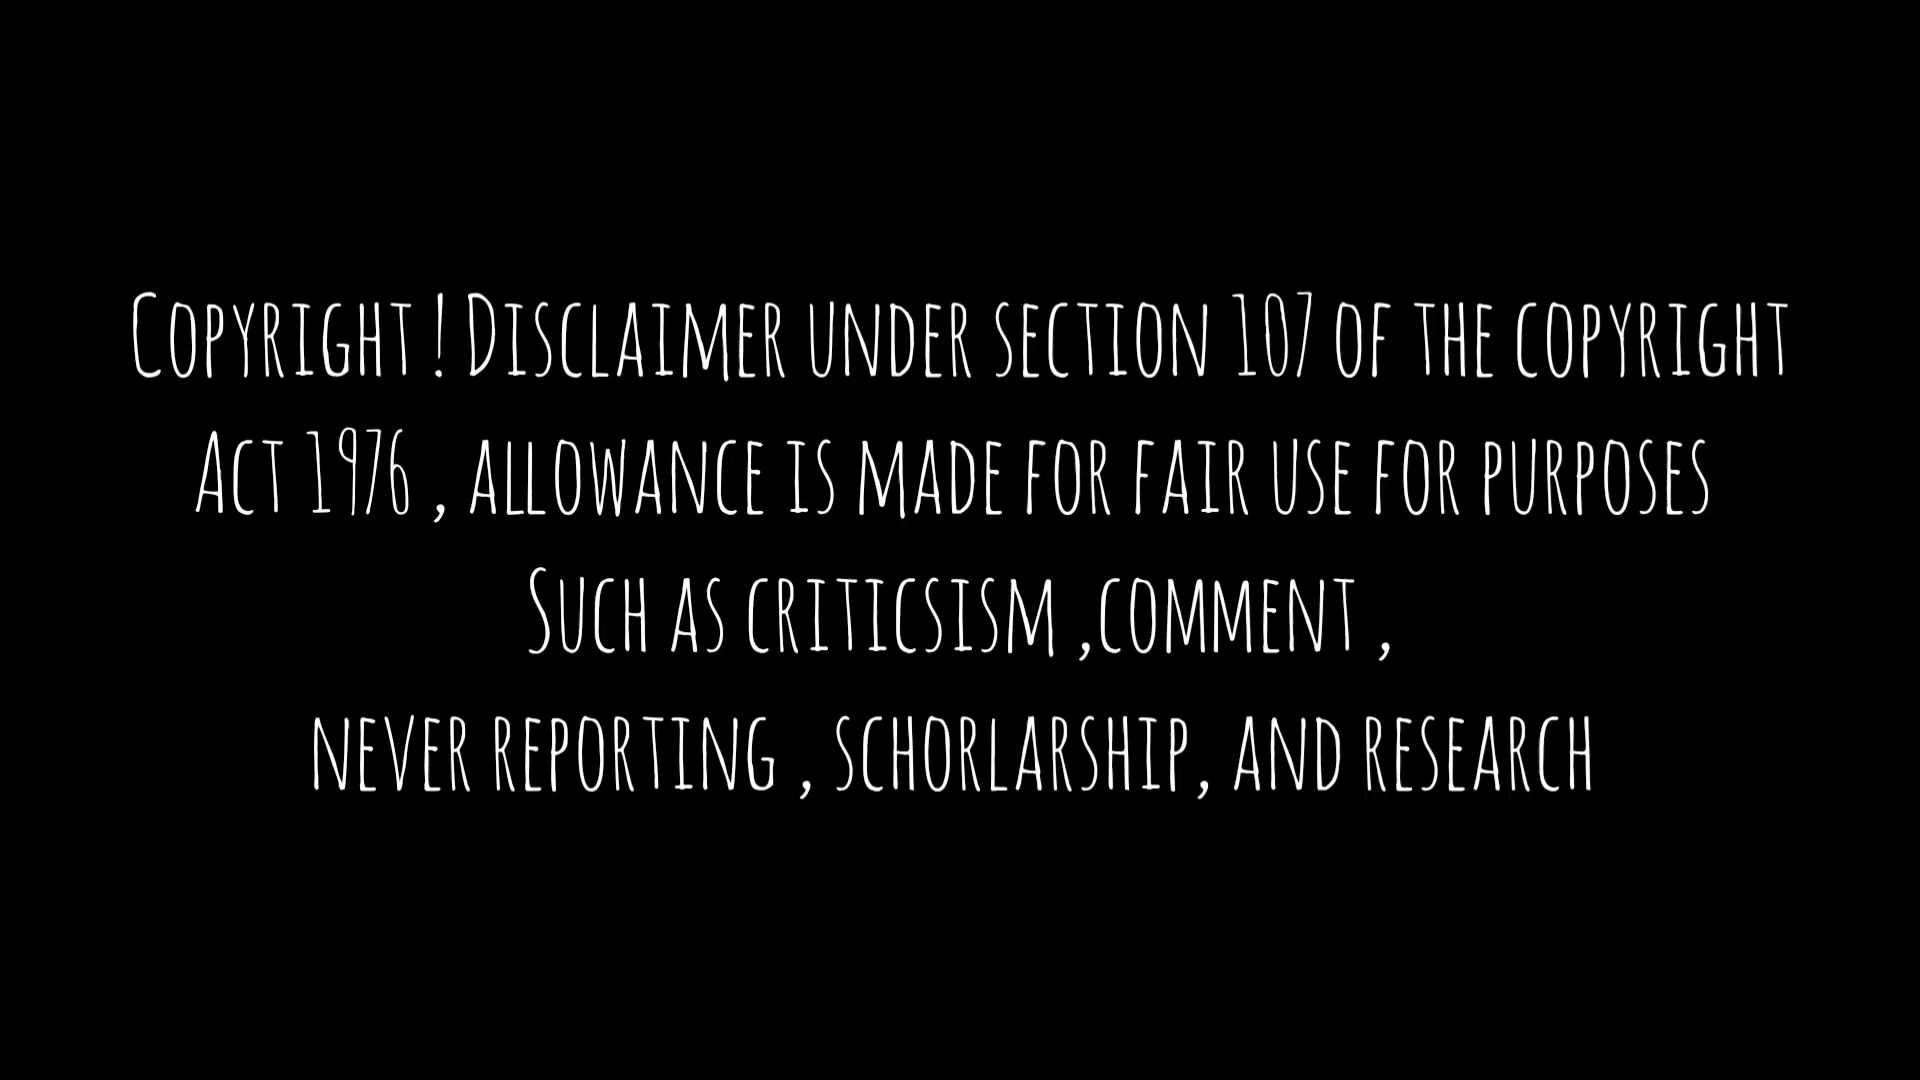 Copyright ! Disclaimer under section 107 of the copyright
Act 1976 , allowance is made for fair use for purposes
Such as criticsism ,comment ,
never reporting , schorlarship, and research